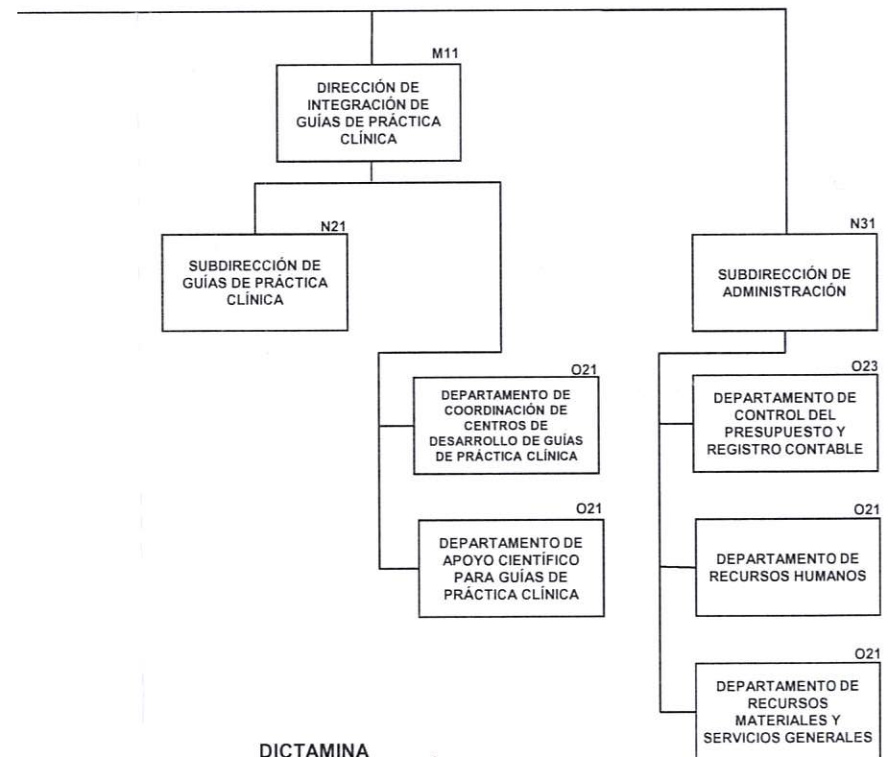 M11
DIRECCIÓN DE
INTEGRACIÓN DE
GUÍAS DE PRÁCTICA
CLÍNICA
N21
SUBDIRECCIÓN DE
GUÍAS DE PRÁCTICA
CLÍNICA
N31
SUBDIRECCIÓN DE
ADMINISTRACIÓN
O21
DEPARTAMENTO DE
COORDINACIÓN DE
CENTROS DE
DESARROLLO DE GUÍAS
DE PRÁCTICA CLÍNICA
O21
DEPARTAMENTO DE
APOYO CIENTÍFICO
PARA GUÍAS DE
PRÁCTICA CLÍNICA
O23
DEPARTAMENTO DE
CONTROL DEL
PRESUPUESTO Y
REGISTRO CONTABLE
O21
DEPARTAMENTO DE
RECURSOS HUMANOS
O21
DEPARTAMENTO DE
RECURSOS
MATERIALES Y
SERVICIOS GENERALES
DICTAMINA